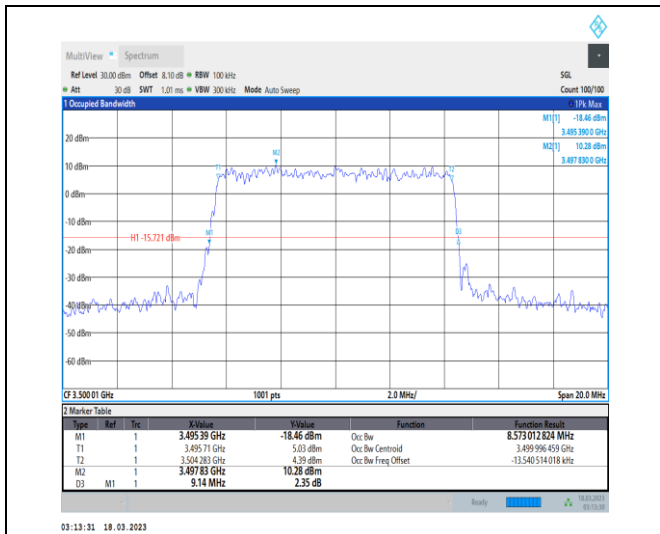 MultiView Spectrum
Ref Level 30.00 dBm Offset 8.10 dB RBW 100 kHz SGL
Att 30 dB SWT 1.01 ms VBW 300 kHz Mode Auto Sweep Count 100/100
1 Occupied Bandwidth 1Pk Max
M1[1] -18.46 dBm
3.495 390 0 GHz
M2[1] 10.28 dBm
3.497 830 0 GHz
20 dBm
M2
10 dBm
T1 T2
0 dBm
-10 dBm
M1 D3
H1 -15.721 dBm
-20 dBm
-30 dBm
-40 dBm
-50 dBm
-60 dBm
CF 3.500 01 GHz 1001 pts 2.0 MHz/ Span 20.0 MHz
2 Marker Table
Type Ref Trc X-Value Y-Value Function Function Result
M1 1 3.495 39 GHz -18.46 dBm Occ Bw 8.573 012 824 MHz
T1 1 3.495 71 GHz 5.03 dBm Occ Bw Centroid 3.499 996 459 GHz
T2 1 3.504 283 GHz 4.39 dBm Occ Bw Freq Offset -13.540 514 018 kHz
M2 1 3.497 83 GHz 10.28 dBm
D3 M1 1 9.14 MHz 2.35 dB
Ready 18.03.2023
03:13:30
03:13:31 18.03.2023